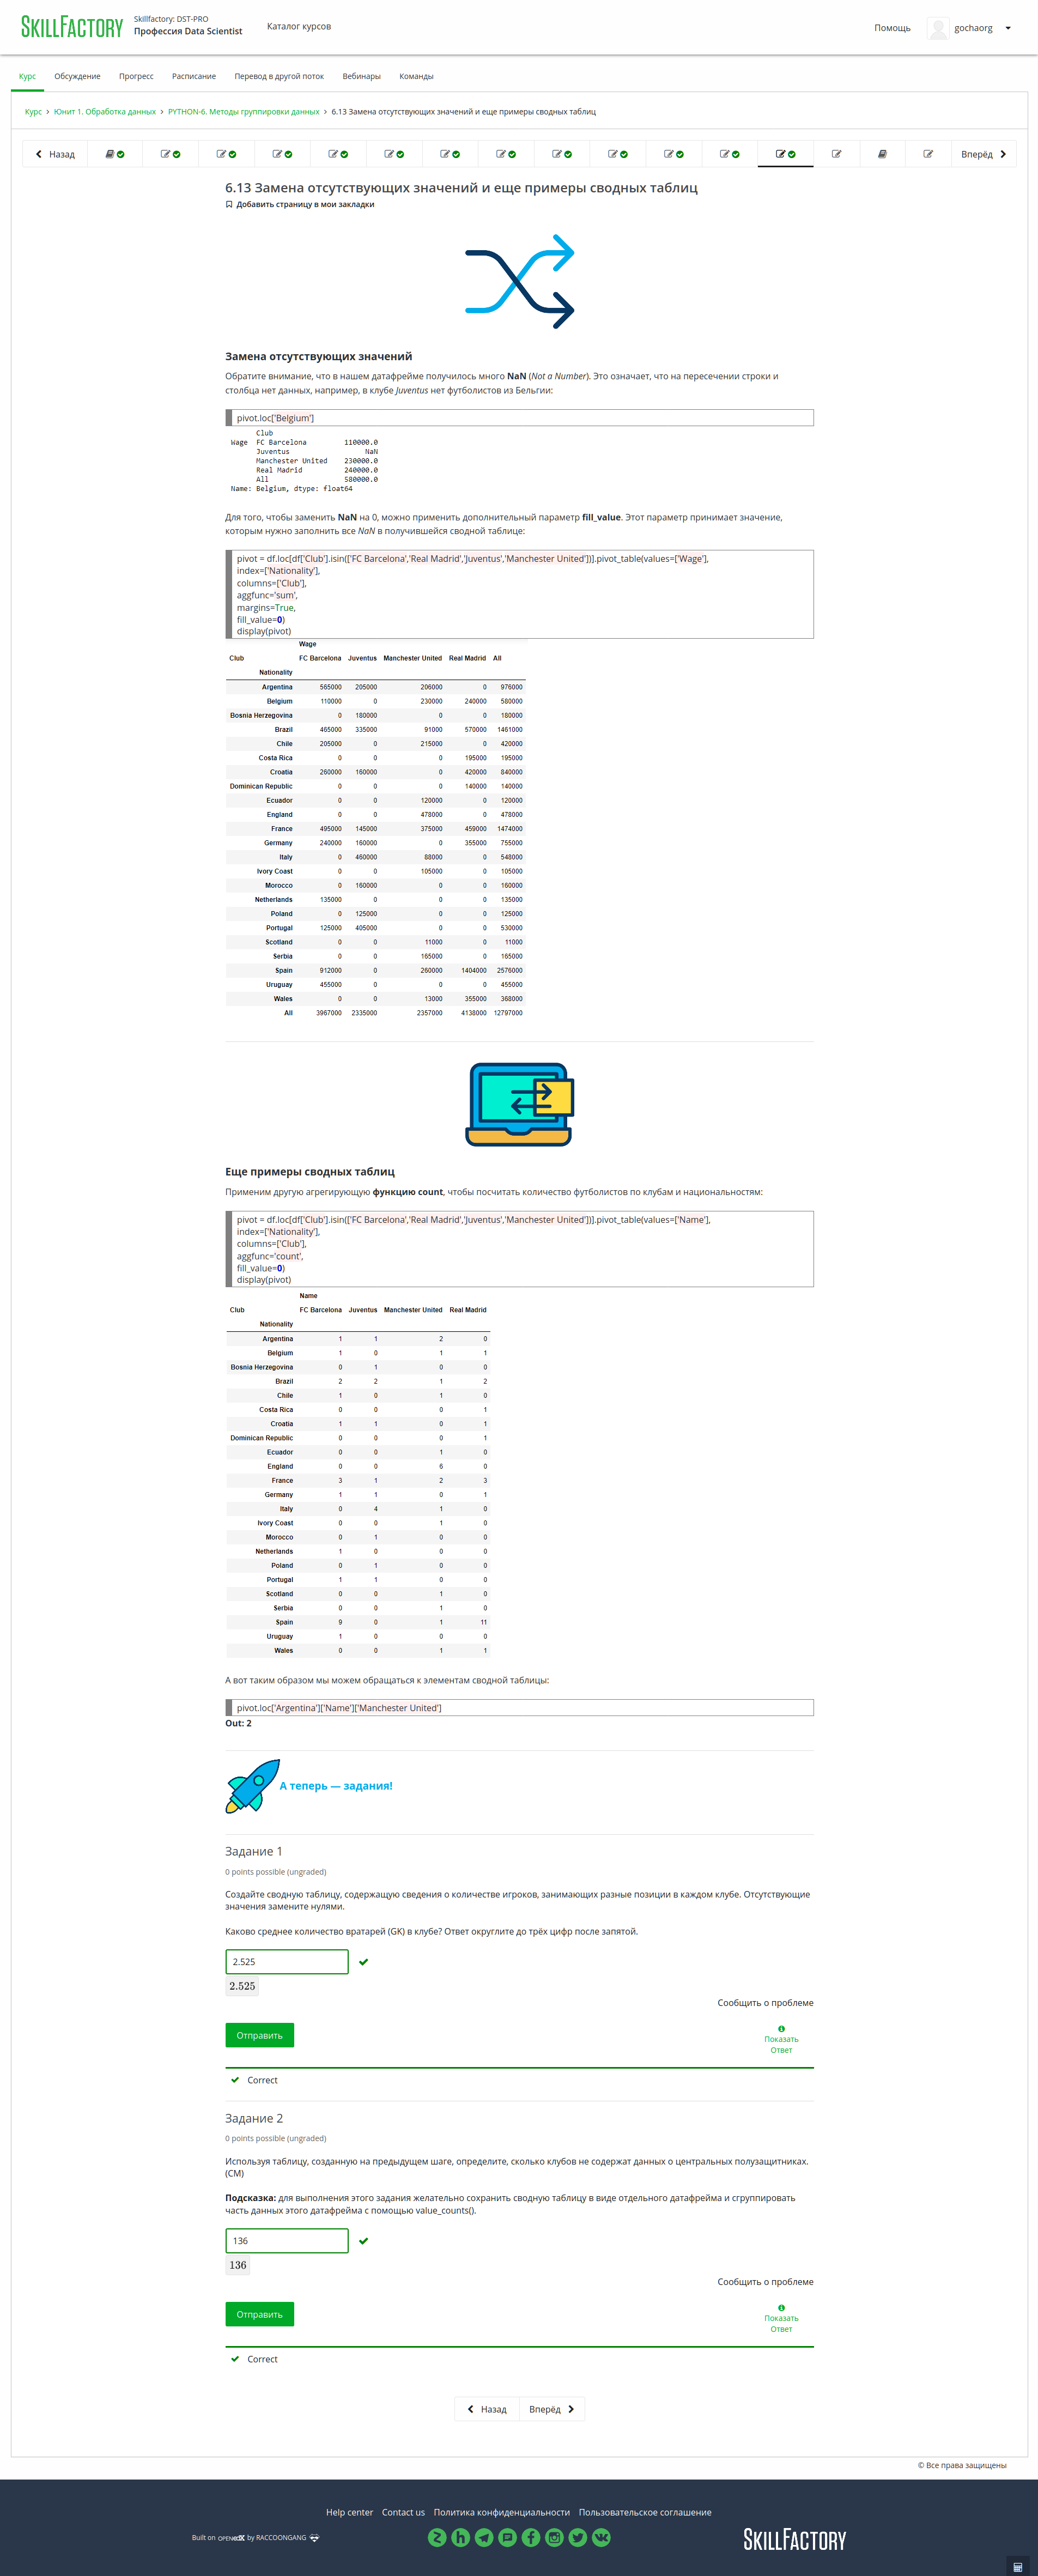 SKILLFACTORY
Skillfactory: DST-PRO
Профессия Data Scientist
Каталог курсов
Помощь
gochaorg
Курс Обсуждение Прогресс Расписание Перевод в другой поток Вебинары Команды
Курс > Юнит 1. Обработка данных > PYTHON-6. Методы группировки данных > 6.13 Замена отсутствующих значений и еще примеры сводных таблиц
Назад
Вперёд
6.13 Замена отсутствующих значений и еще примеры сводных таблиц
Добавить страницу в мои закладки
Замена отсутствующих значений
Обратите внимание, что в нашем датафрейме получилось много NaN (Not a Number). Это означает, что на пересечении строки и
столбца нет данных, например, в клубе Juventus нет футболистов из Бельгии:
pivot.loc['Belgium']
Club
Wage FC Barcelona 110000.0
Juventus NaN
Manchester United 230000.0
Real Madrid 240000.0
All 580000.0
Name: Belgium, dtype: float64
Для того, чтобы заменить NaN на 0, можно применить дополнительный параметр fill_value. Этот параметр принимает значение,
которым нужно заполнить все NaN в получившейся сводной таблице:
pivot = df.loc[df['Club'].isin(['FC Barcelona','Real Madrid','Juventus','Manchester United'])].pivot_table(values=['Wage'],
index=['Nationality'],
columns=['Club'],
aggfunc='sum',
margins=True,
fill_value=0)
display(pivot)
Wage
Club FC Barcelona Juventus Manchester United Real Madrid All
Nationality
Argentina 565000 205000 206000 0 976000
Belgium 110000 0 230000 240000 580000
Bosnia Herzegovina 0 180000 0 0 180000
Brazil 465000 335000 91000 570000 1461000
Chile 205000 0 215000 0 420000
Costa Rica 0 0 0 195000 195000
Croatia 260000 160000 0 420000 840000
Dominican Republic 0 0 0 140000 140000
Ecuador 0 0 120000 0 120000
England 0 0 478000 0 478000
France 495000 145000 375000 459000 1474000
Germany 240000 160000 0 355000 755000
Italy 0 460000 88000 0 548000
Ivory Coast 0 0 105000 0 105000
Morocco 0 160000 0 0 160000
Netherlands 135000 0 0 0 135000
Poland 0 125000 0 0 125000
Portugal 125000 405000 0 0 530000
Scotland 0 0 11000 0 11000
Serbia 0 0 165000 0 165000
Spain 912000 0 260000 1404000 2576000
Uruguay 455000 0 0 0 455000
Wales 0 0 13000 355000 368000
All 3967000 2335000 2357000 4138000 12797000
Еще примеры сводных таблиц
Применим другую агрегирующую функцию count, чтобы посчитать количество футболистов по клубам и национальностям:
pivot = df.loc[df['Club'].isin(['FC Barcelona','Real Madrid','Juventus','Manchester United'])].pivot_table(values=['Name'],
index=['Nationality'],
columns=['Club'],
aggfunc='count',
fill_value=0)
display(pivot)
Name
Club FC Barcelona Juventus Manchester United Real Madrid
Nationality
Argentina 1 1 2 0
Belgium 1 0 1 1
Bosnia Herzegovina 0 1 0 0
Brazil 2 2 1 2
Chile 1 0 1 0
Costa Rica 0 0 0 1
Croatia 1 1 0 1
Dominican Republic 0 0 0 1
Ecuador 0 0 1 0
England 0 0 6 0
France 3 1 2 3
Germany 1 1 0 1
Italy 0 4 1 0
Ivory Coast 0 0 1 0
Morocco 0 1 0 0
Netherlands 1 0 0 0
Poland 0 1 0 0
Portugal 1 1 0 0
Scotland 0 0 1 0
Serbia 0 0 1 0
Spain 9 0 1 11
Uruguay 1 0 0 0
Wales 0 0 1 1
А вот таким образом мы можем обращаться к элементам сводной таблицы:
pivot.loc['Argentina']['Name']['Manchester United']
Out: 2
А теперь — задания!
Задание 1
0 points possible (ungraded)
Создайте сводную таблицу, содержащую сведения о количестве игроков, занимающих разные позиции в каждом клубе. Отсутствующие
значения замените нулями.
Каково среднее количество вратарей (GK) в клубе? Ответ округлите до трёх цифр после запятой.
2.525
2.525
Сообщить о проблеме
Отправить
Показать
Ответ
Correct
Задание 2
0 points possible (ungraded)
Используя таблицу, созданную на предыдущем шаге, определите, сколько клубов не содержат данных о центральных полузащитниках.
(CM)
Подсказка: для выполнения этого задания желательно сохранить сводную таблицу в виде отдельного датафрейма и сгруппировать
часть данных этого датафрейма с помощью value_counts().
136
136
Сообщить о проблеме
Отправить
Показать
Ответ
Correct
Назад Вперёд
© Все права защищены
Help center Contact us Политика конфиденциальности Пользовательское соглашение
Built on OPEN edX by RACCOONGANG
SKILLFACTORY